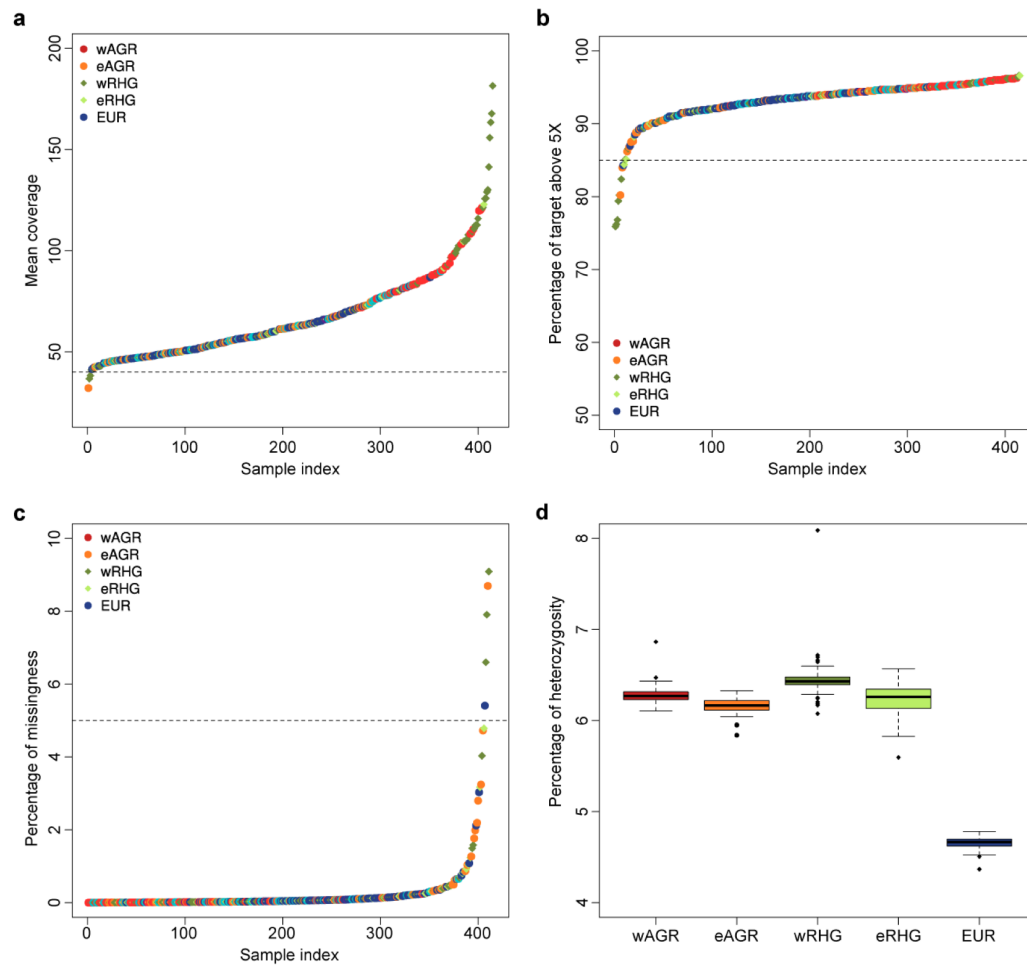 a
200
150
100
50
Mean coverage
wAGR
eAGR
wRHG
eRHG
EUR
0
100
200
300
400
Sample index
b
100
90
80
70
60
50
Percentage of target above 5X
wAGR
eAGR
wRHG
eRHG
EUR
0
100
200
300
400
Sample index
c
10
8
6
4
2
0
Percentage of missingness
wAGR
eAGR
wRHG
eRHG
EUR
0
100
200
300
400
Sample index
d
8
7
6
5
4
Percentage of heterozygosity
wAGR
eAGR
wRHG
eRHG
EUR